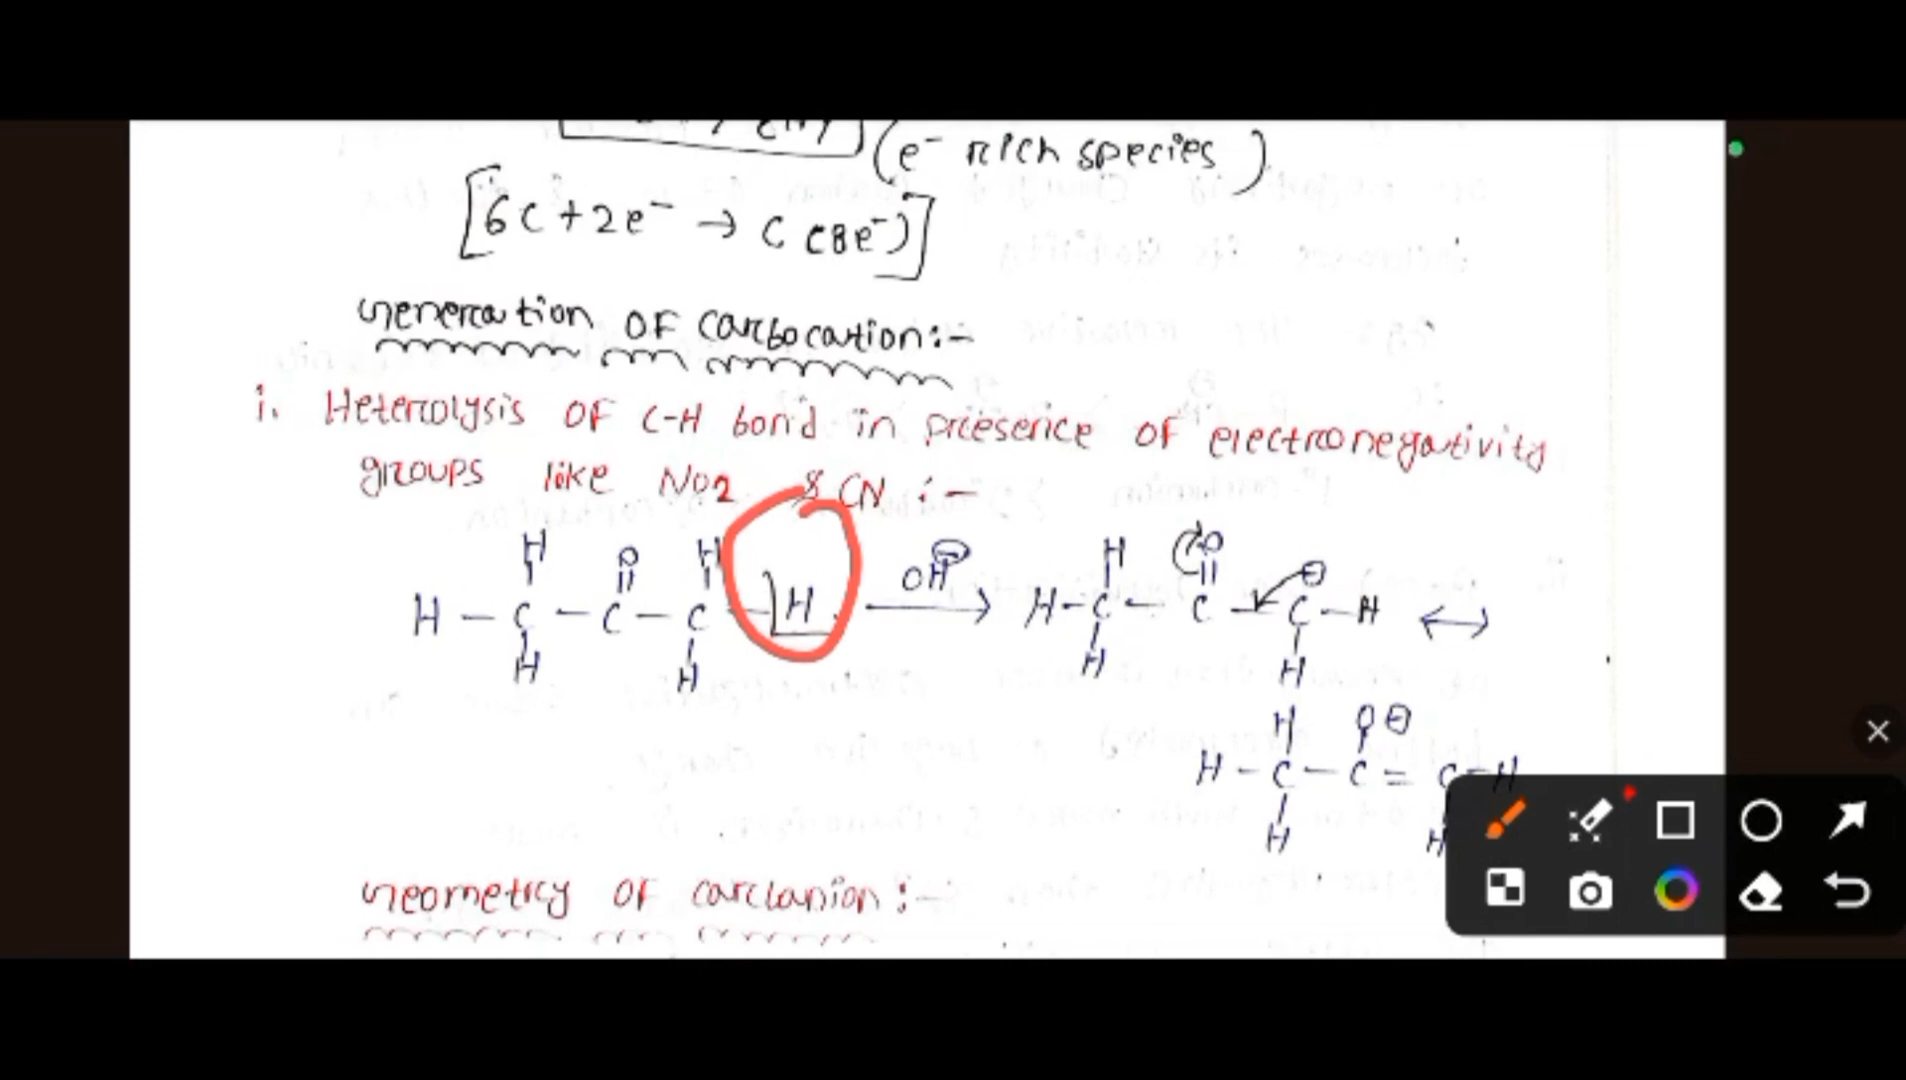 (e⁻ rich species)
[6C + 2e⁻ → C (8e⁻)]
Generation OF carbocation:-
i. Heterolysis OF C-H bond in presence of electronegativity
groups like NO2 & CN :-
H O H H O ⊖
H — C — C — C — H OH⊖ → H - C — C — C — H ↔
H H H H
H O⊖
H - C — C = C - H
H H
Geometry OF carbanion:-